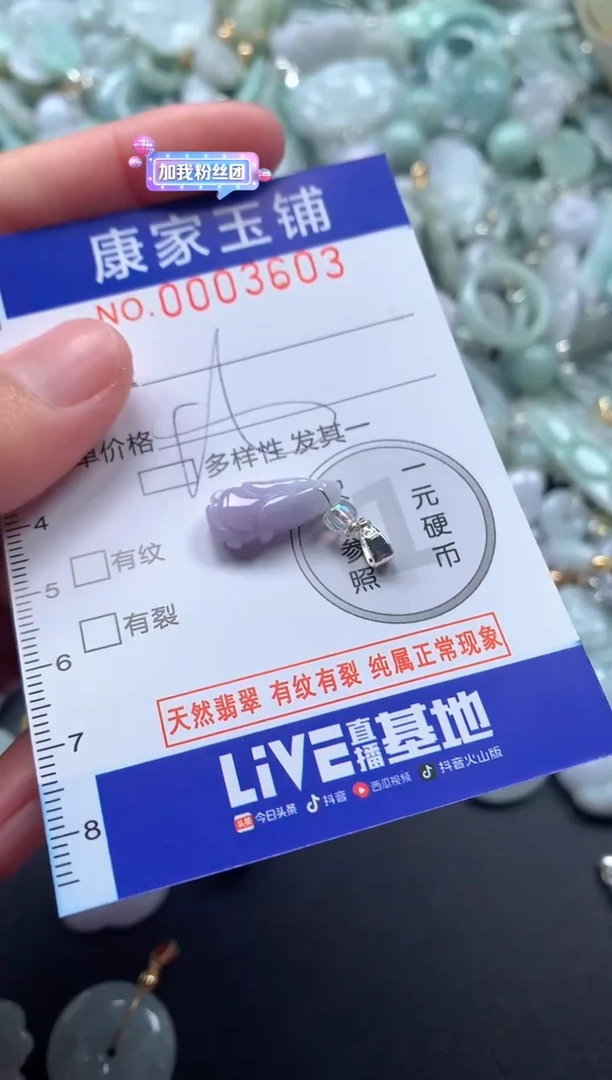 加我粉丝团
康家玉铺
NO.0003603
单价格
多样性 发其一
一元硬币
参照
4
有纹
5
有裂
6
天然翡翠 有纹有裂 纯属正常现象
7
LiVE直播基地
头条 今日头条 抖音 西瓜视频 抖音火山版
8